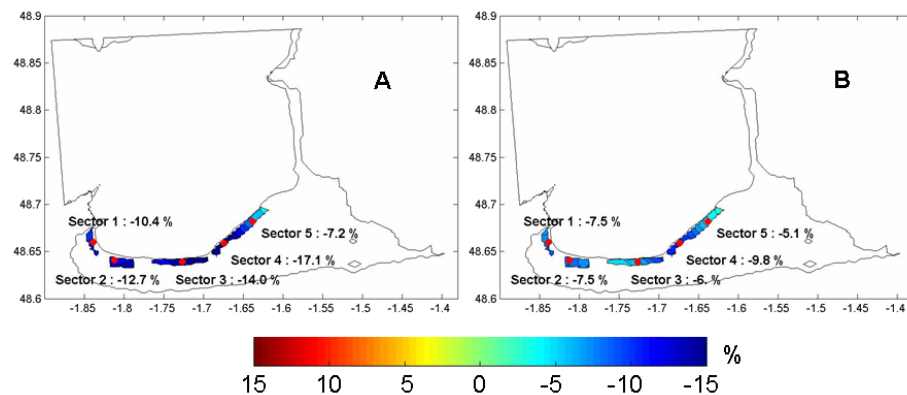 48.9
48.85
48.8
48.75
48.7
48.65
48.6
A
Sector 1 : -10.4 %
Sector 5 : -7.2 %
Sector 4 : -17.1 %
Sector 2 : -12.7% Sector 3 : -14.0%
-1.85 -1.8 -1.75 -1.7 -1.65 -1.6 -1.55 -1.5 -1.45 -1.4
48.9
48.85
48.8
48.75
48.7
48.65
48.6
B
Sector 1 : -7.5 %
Sector 5 : -5.1 %
Sector 4 : -9.8 %
Sector 2 : -7.5% Sector 3 : -6. %
-1.85 -1.8 -1.75 -1.7 -1.65 -1.6 -1.55 -1.5 -1.45 -1.4
%
15 10 5 0 -5 -10 -15